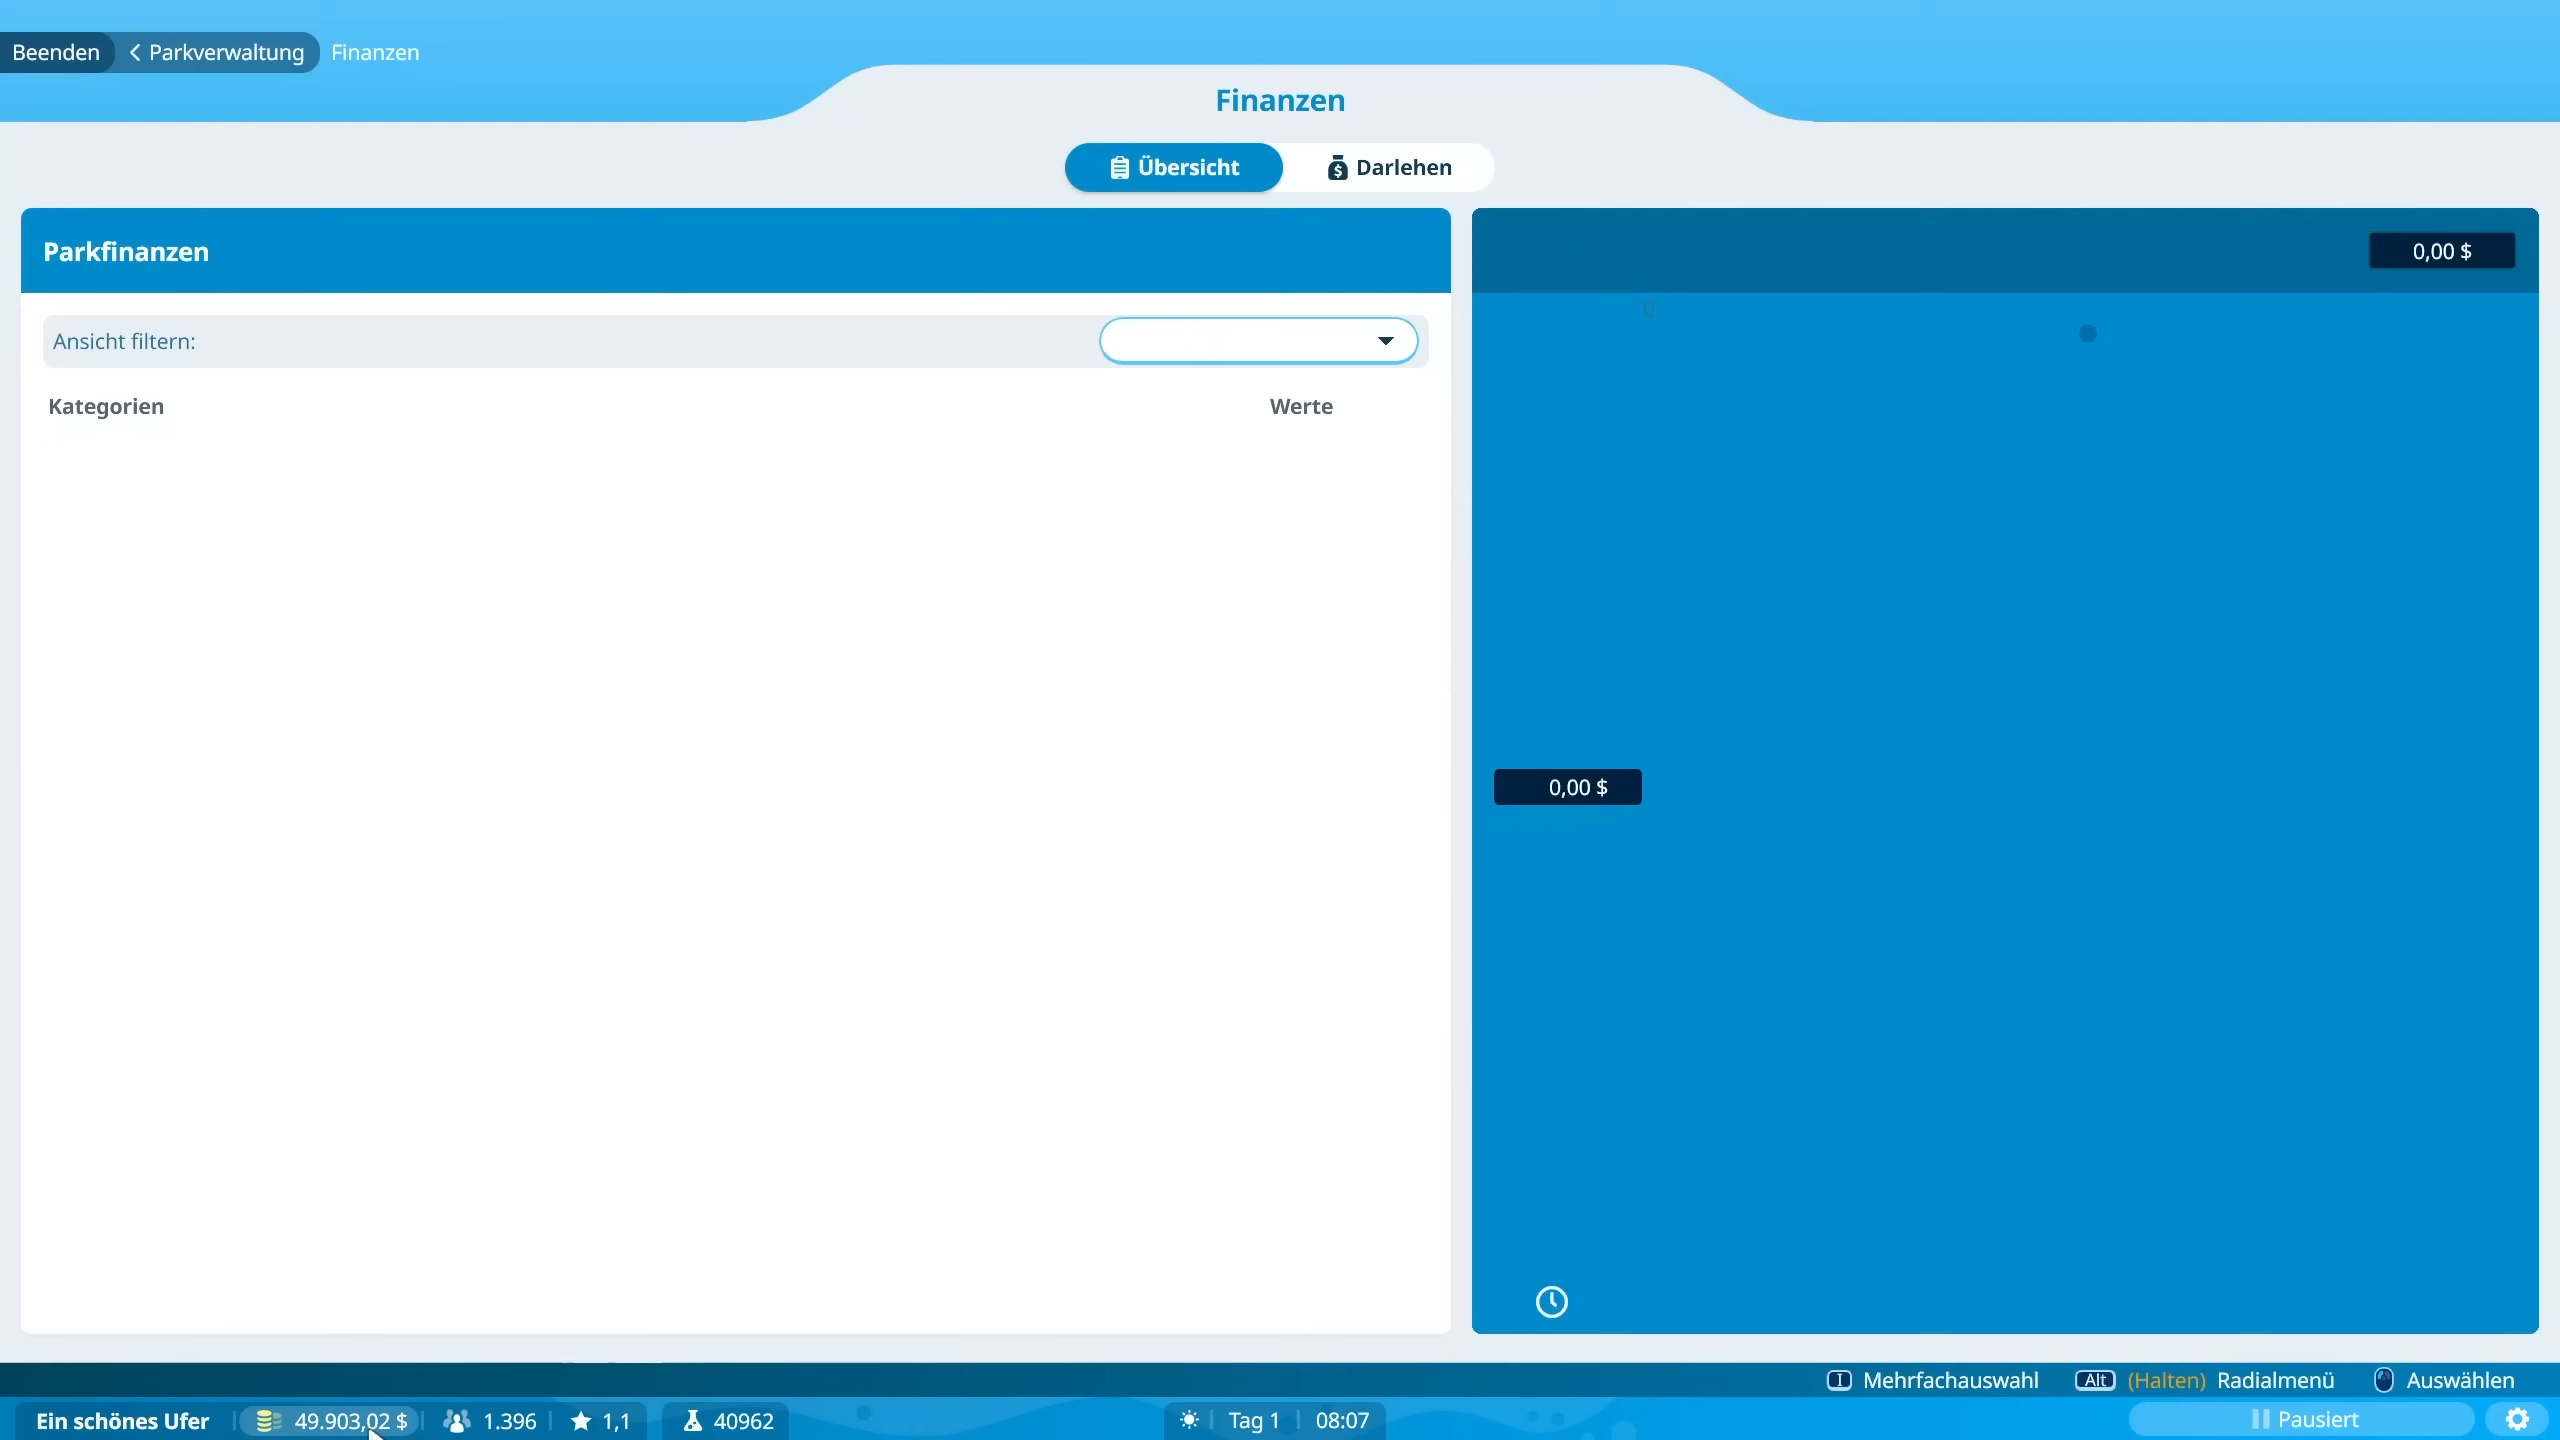 Beenden
Parkverwaltung
Finanzen
Finanzen
Übersicht
Darlehen
Parkfinanzen
0,00 $
Ansicht filtern:
Kategorien
Werte
0
0,00 $
I Mehrfachauswahl
Alt (Halten) Radialmenü
Auswählen
Ein schönes Ufer
49.903,02 $
1.396
1,1
40962
Tag 1
08:07
Pausiert